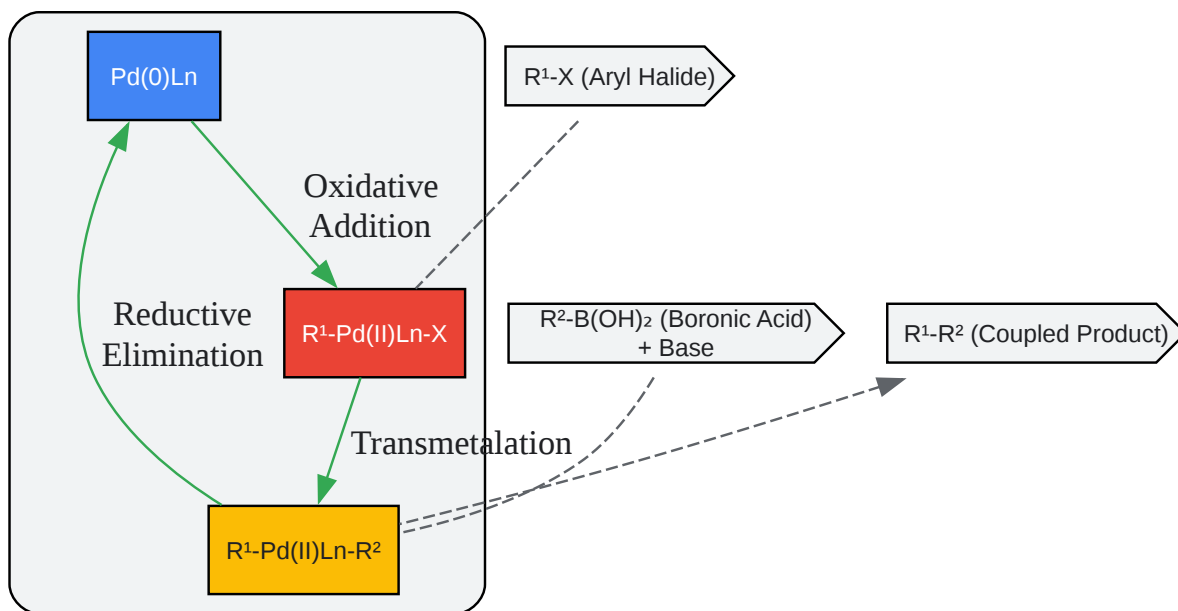 Pd(0)Ln
R¹-X (Aryl Halide)
Oxidative
Addition
Reductive
Elimination
R¹-Pd(II)Ln-X
R²-B(OH)₂ (Boronic Acid)
+ Base
R¹-R² (Coupled Product)
Transmetalation
R¹-Pd(II)Ln-R²